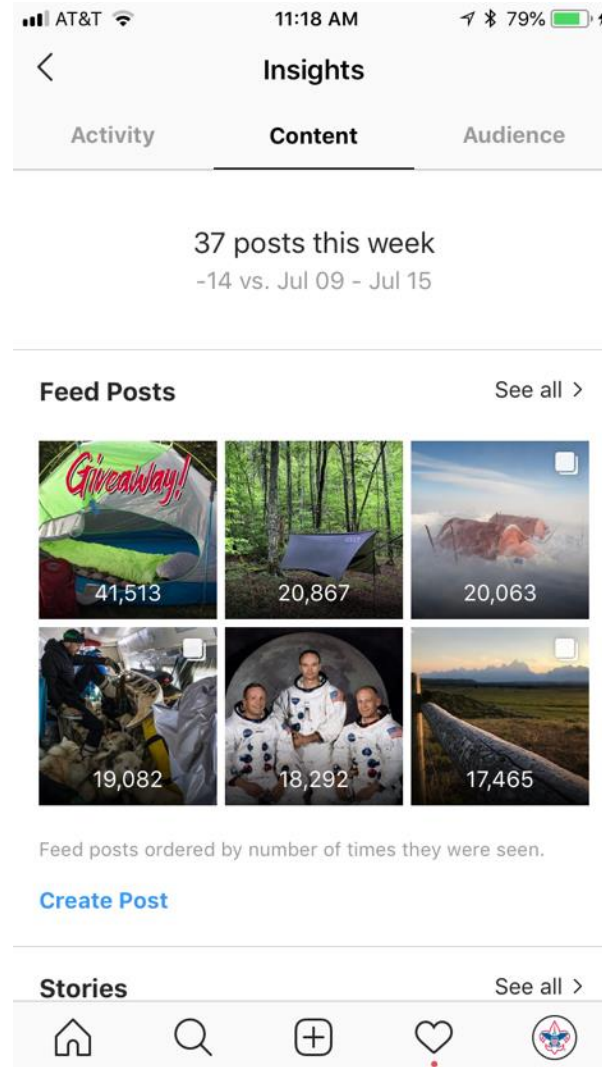 AT&T 11:18 AM 79%
Insights
Activity Content Audience
37 posts this week
-14 vs. Jul 09 - Jul 15
Feed Posts See all >
Giveaway!
41,513 20,867 20,063
19,082 18,292 17,465
Feed posts ordered by number of times they were seen.
Create Post
Stories See all >